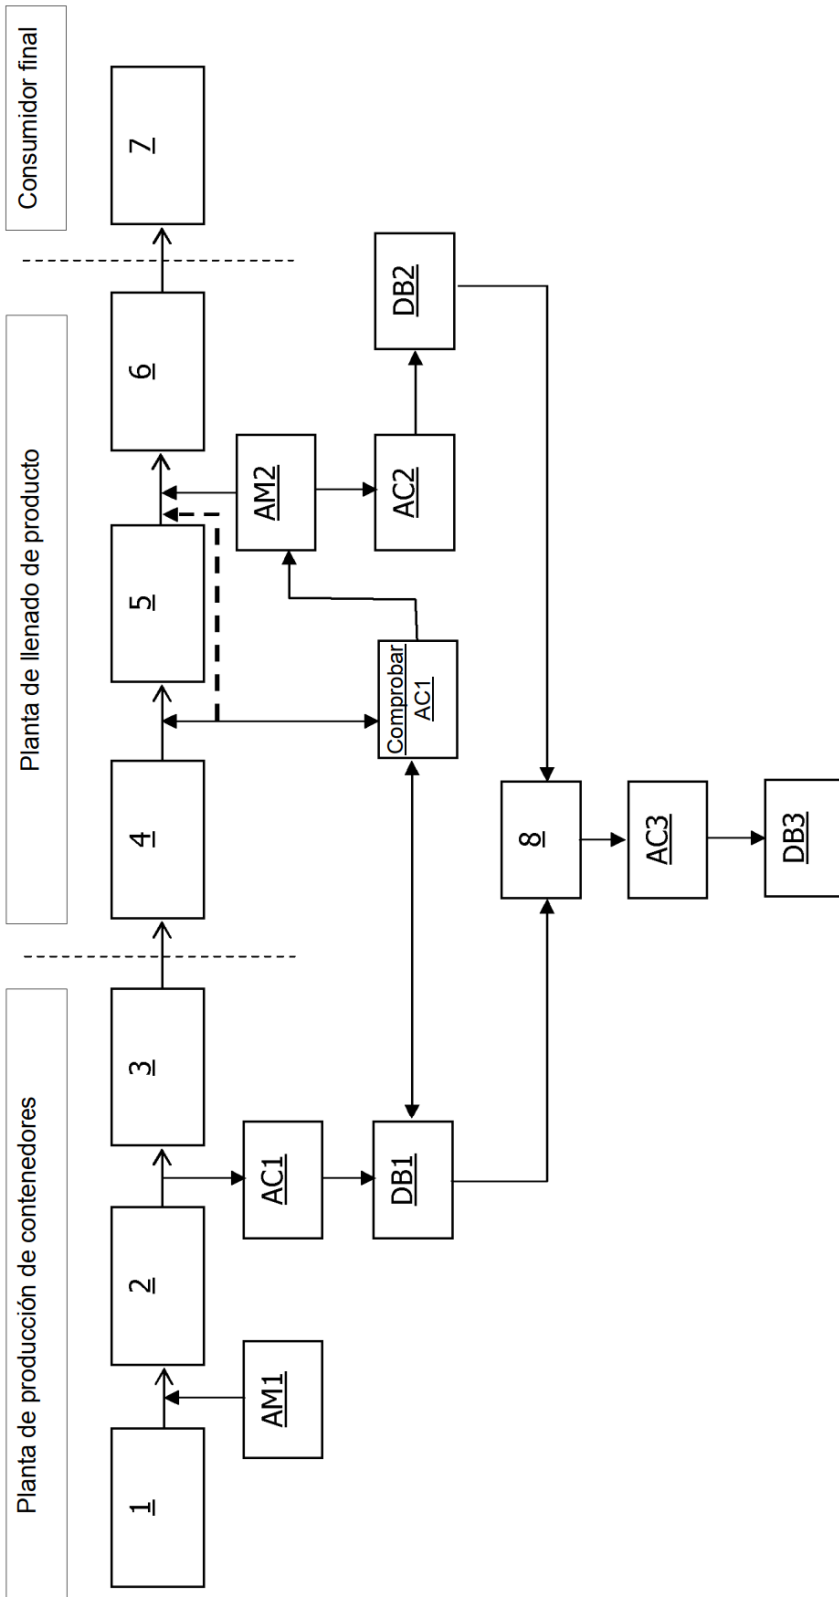 Planta de producción de contenedores
Planta de llenado de producto
Consumidor final
1
2
3
4
5
6
7
AM1
AC1
AM2
DB1
Comprobar
AC1
AC2
DB2
8
AC3
DB3